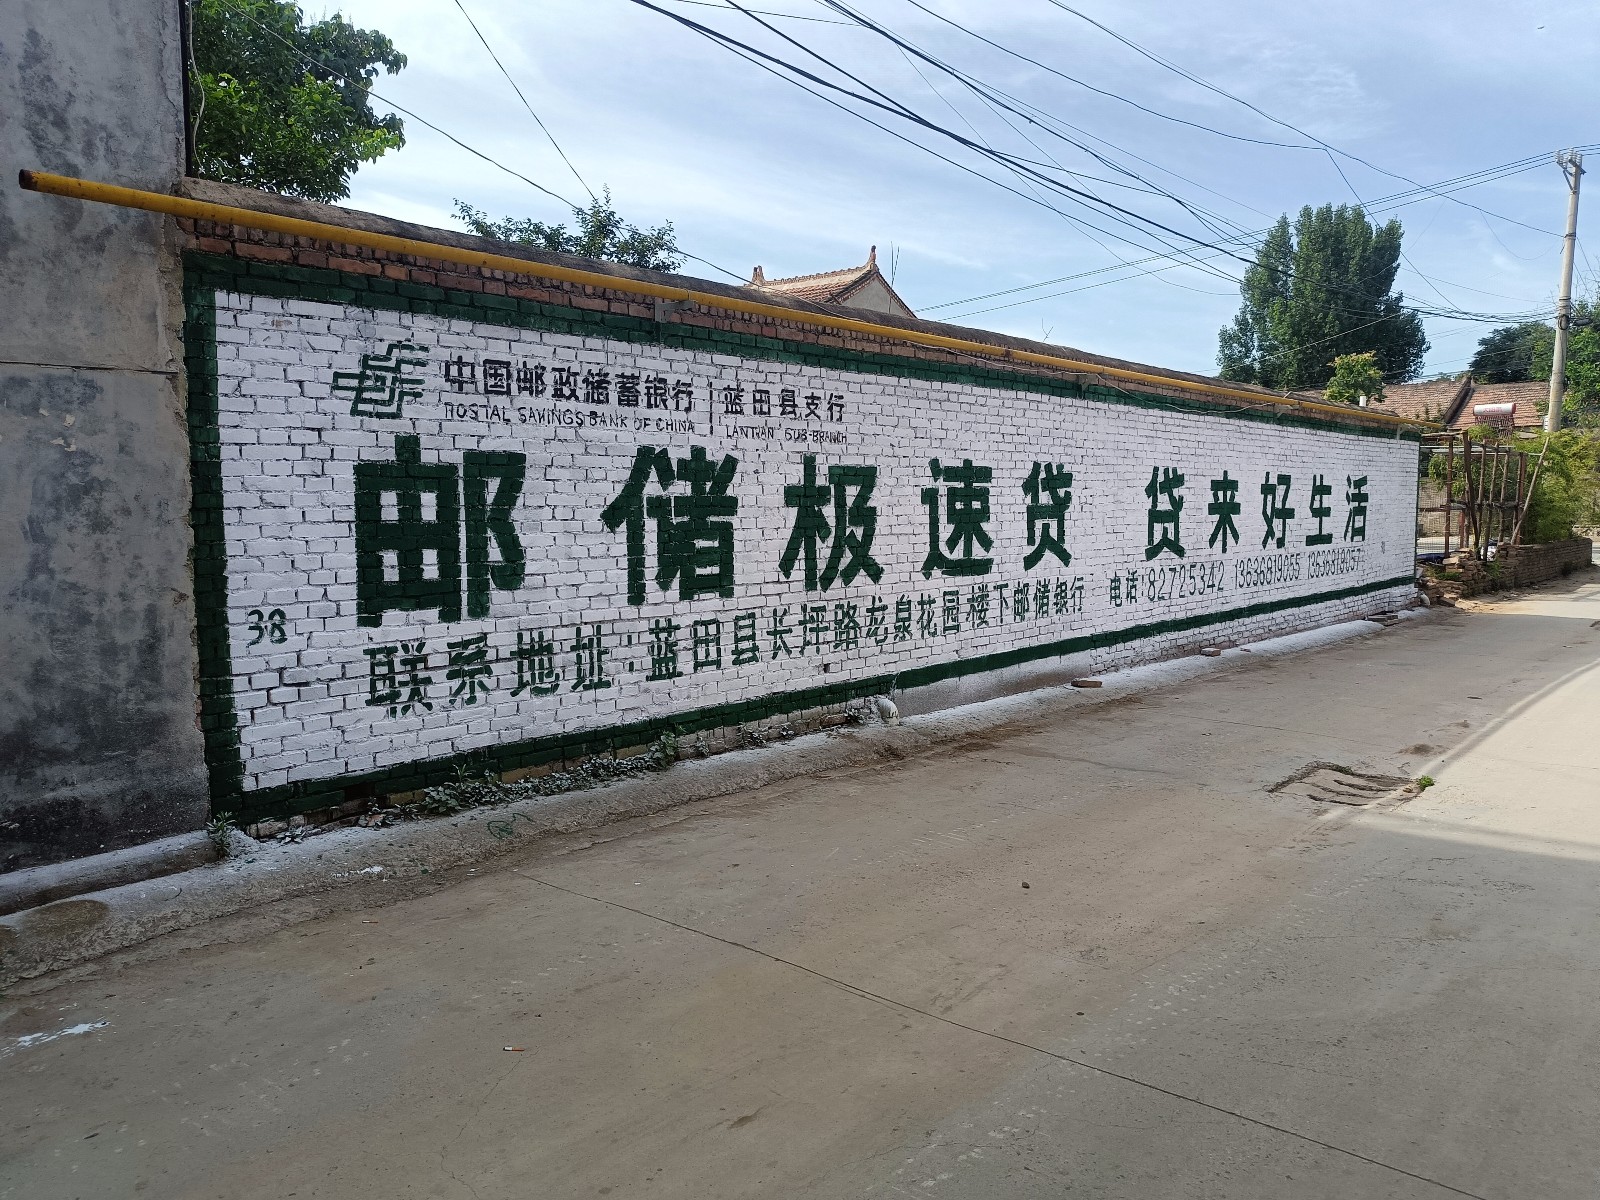 中国邮政储蓄银行 | 蓝田县支行
POSTAL SAVINGS BANK OF CHINA | LANTIAN SUB-BRANCH
邮储极速贷 贷来好生活
38
联系地址:蓝田县长坪路龙泉花园楼下邮储银行 电话:82725342 13636819055 13636819057